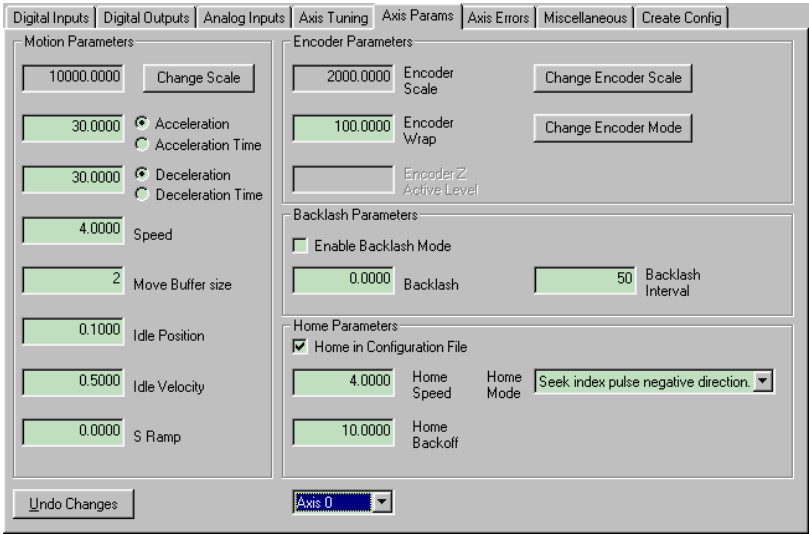 Digital Inputs Digital Outputs Analog Inputs Axis Tuning Axis Params Axis Errors Miscellaneous Create Config
Motion Parameters
10000.0000 Change Scale
30.0000 Acceleration
Acceleration Time
30.0000 Deceleration
Deceleration Time
4.0000 Speed
2 Move Buffer size
0.1000 Idle Position
0.5000 Idle Velocity
0.0000 S Ramp
Undo Changes
Encoder Parameters
2000.0000 Encoder Scale Change Encoder Scale
100.0000 Encoder Wrap Change Encoder Mode
Encoder Z Active Level
Backlash Parameters
Enable Backlash Mode
0.0000 Backlash 50 Backlash Interval
Home Parameters
Home in Configuration File
4.0000 Home Speed Home Mode Seek index pulse negative direction.
10.0000 Home Backoff
Axis 0